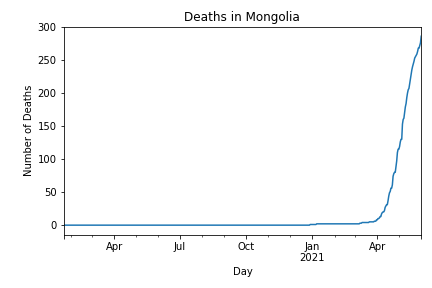 Deaths in Mongolia
300
250
200
150
100
50
0
Number of Deaths
Apr
Jul
Oct
Jan
2021
Apr
Day